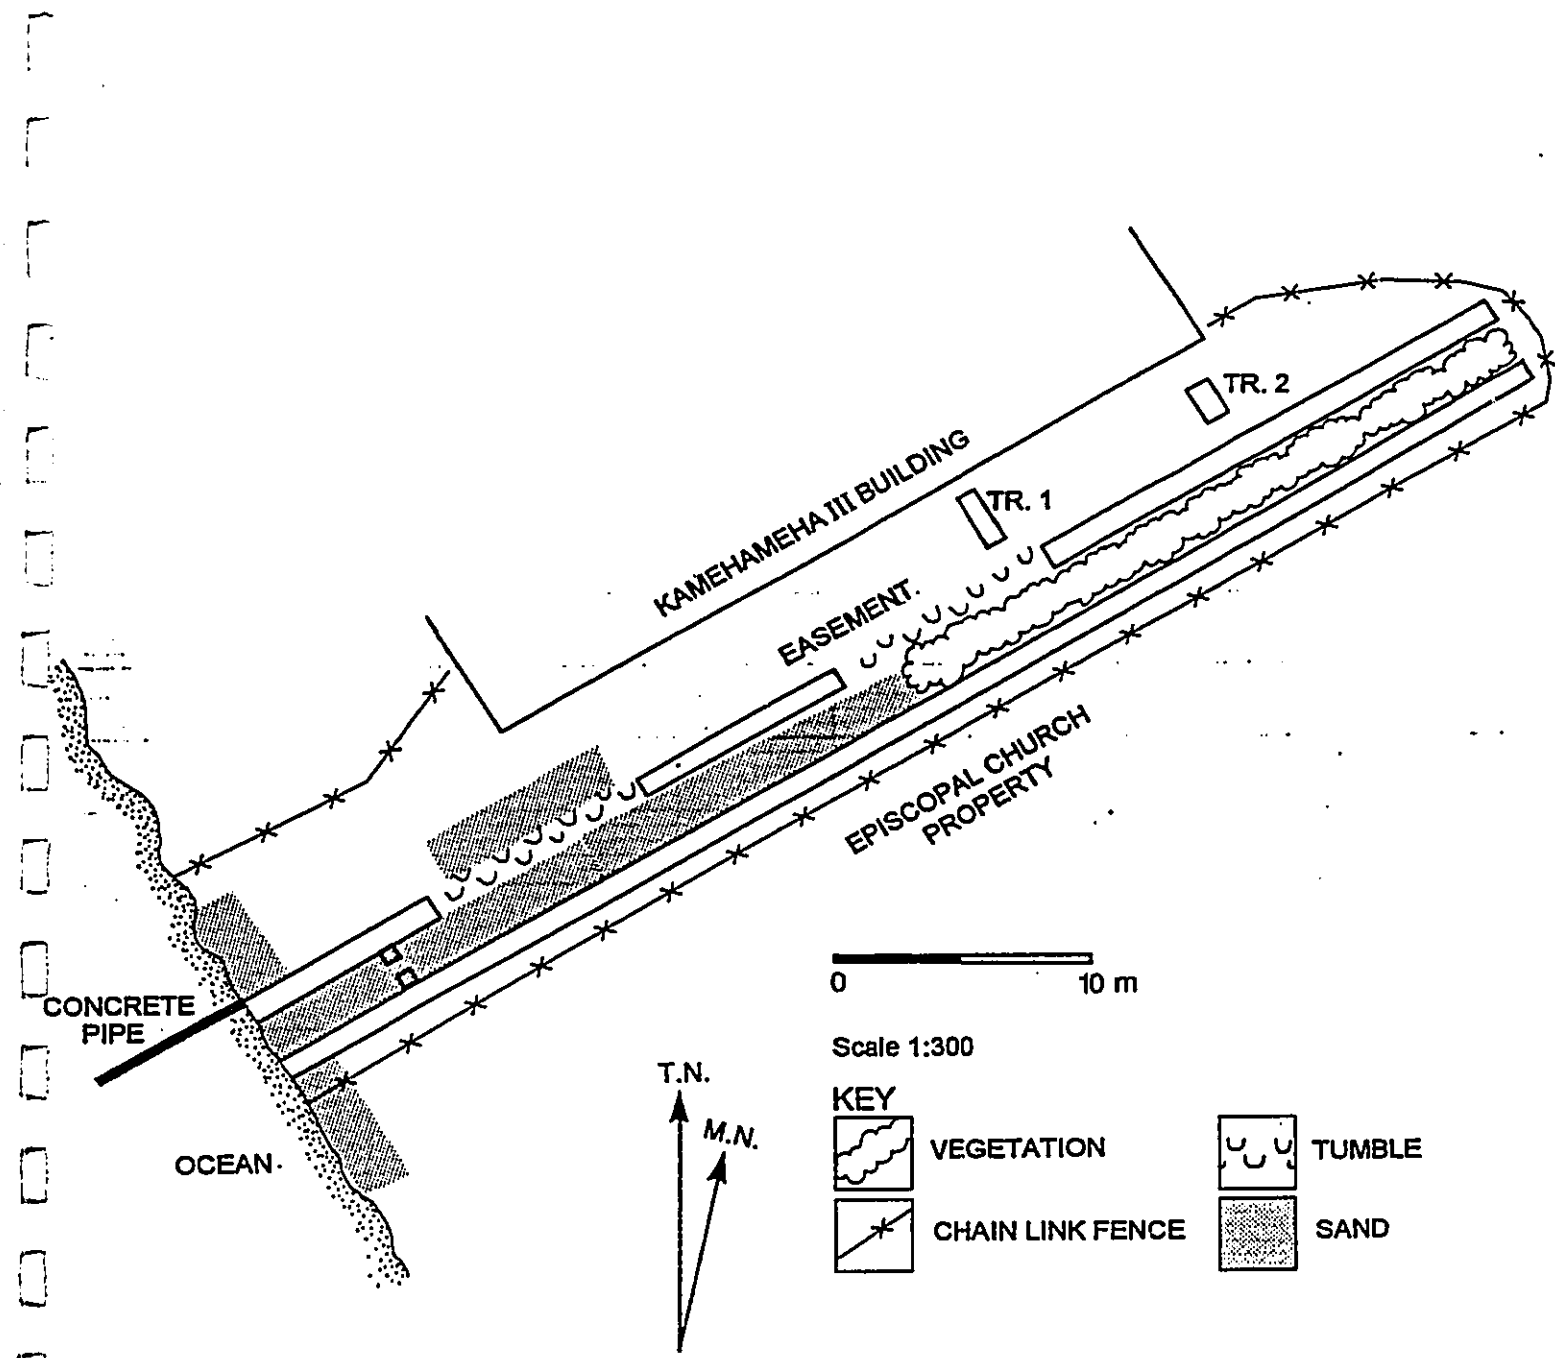 TR. 2
KAMEHAMEHA III BUILDING
TR. 1
EASEMENT.
EPISCOPAL CHURCH
PROPERTY
CONCRETE
PIPE
0 10 m
Scale 1:300
T.N.
M.N.
KEY
VEGETATION
TUMBLE
OCEAN
CHAIN LINK FENCE
SAND